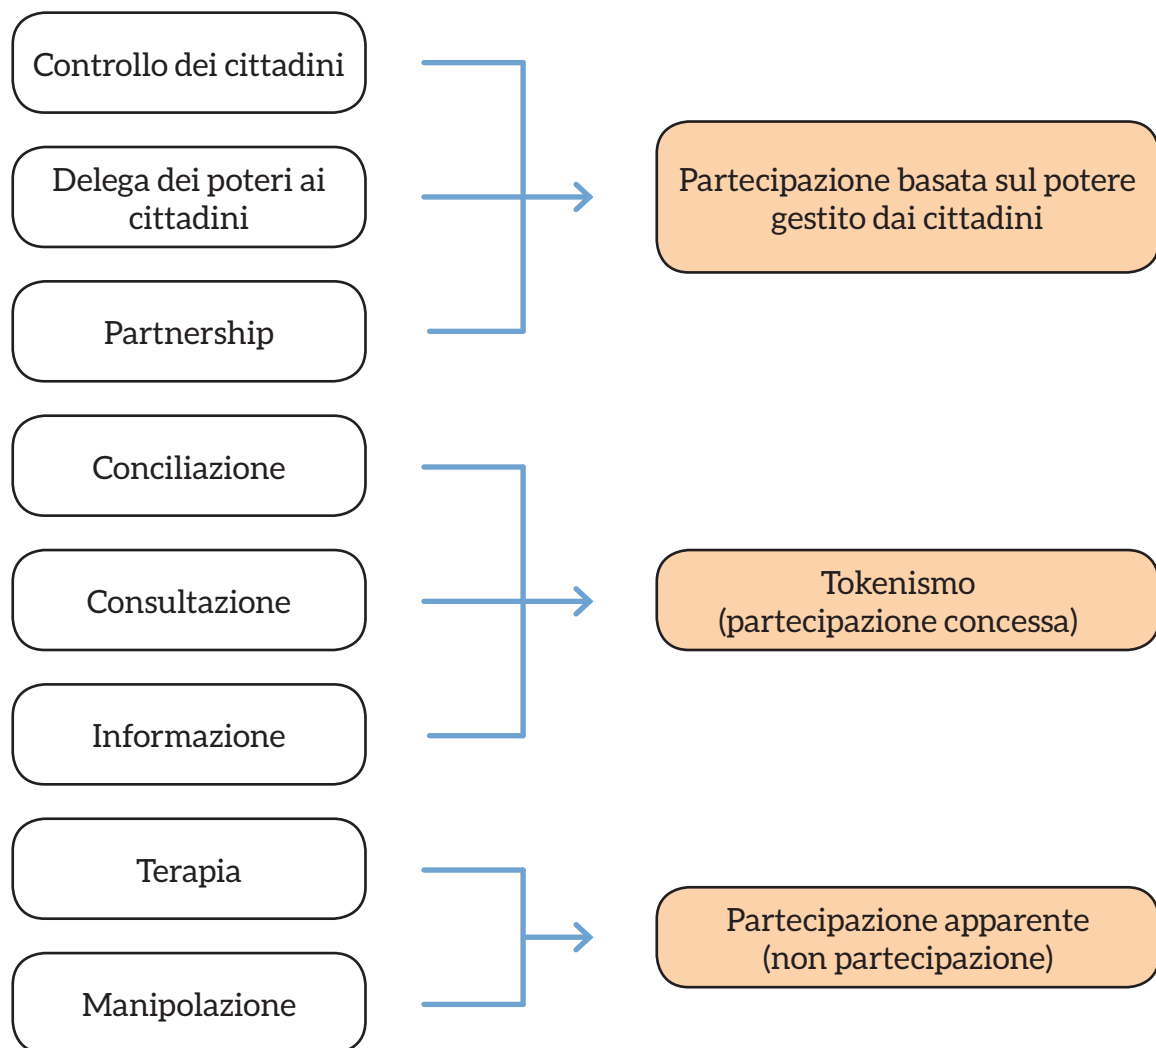 Controllo dei cittadini
Delega dei poteri ai
cittadini
Partnership
Partecipazione basata sul potere
gestito dai cittadini
Conciliazione
Consultazione
Informazione
Tokenismo
(partecipazione concessa)
Terapia
Manipolazione
Partecipazione apparente
(non partecipazione)